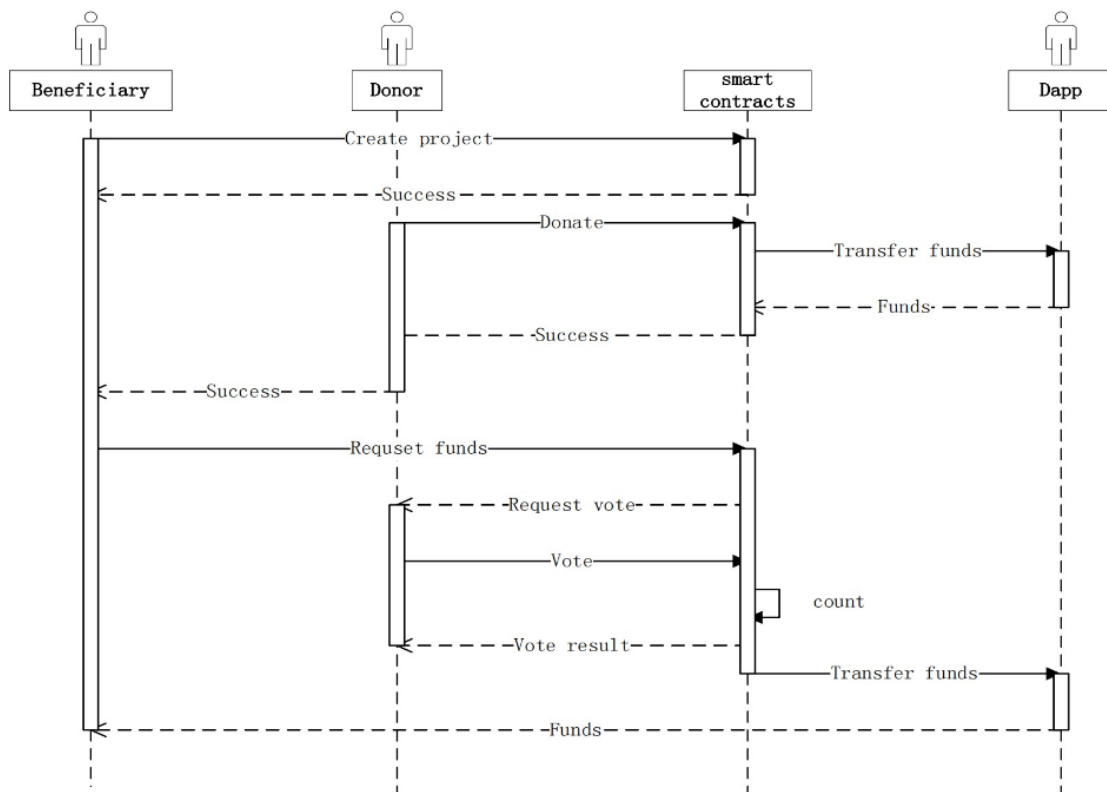 Beneficiary
Donor
smart
contracts
Dapp
Create project
Success
Donate
Transfer funds
Funds
Success
Success
Requset funds
Request vote
Vote
count
Vote result
Transfer funds
Funds